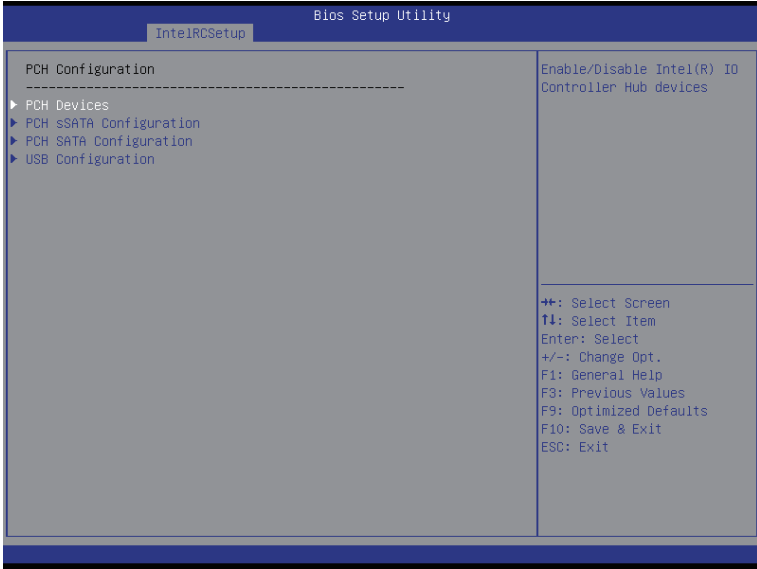 Bios Setup Utility
IntelRCSetup
PCH Configuration
--------------------------------------------------
PCH Devices
PCH sSATA Configuration
PCH SATA Configuration
USB Configuration
Enable/Disable Intel(R) IO
Controller Hub devices
→←: Select Screen
↑↓: Select Item
Enter: Select
+/-: Change Opt.
F1: General Help
F3: Previous Values
F9: Optimized Defaults
F10: Save & Exit
ESC: Exit